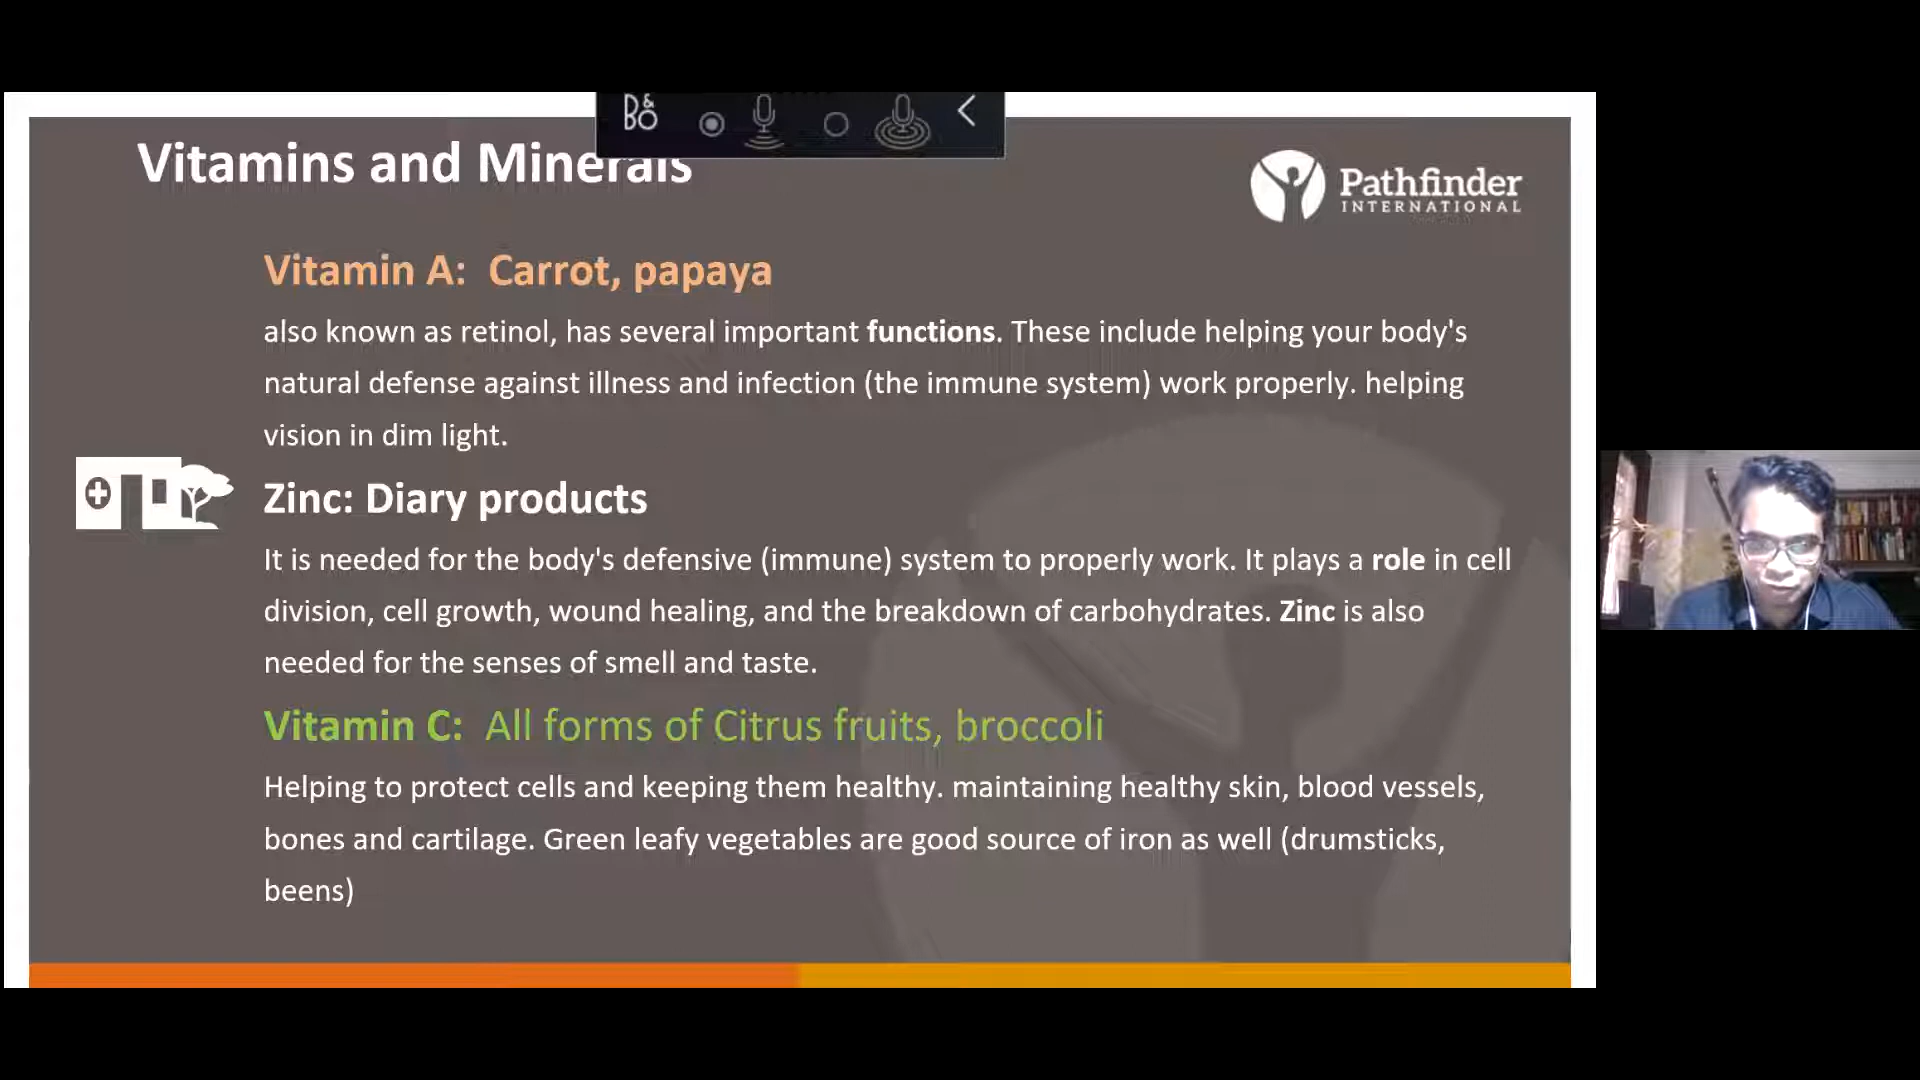 B&O
Vitamins and Minerals
Pathfinder
INTERNATIONAL
Vitamin A: Carrot, papaya
also known as retinol, has several important functions. These include helping your body's
natural defense against illness and infection (the immune system) work properly. helping
vision in dim light.
Zinc: Diary products
It is needed for the body's defensive (immune) system to properly work. It plays a role in cell
division, cell growth, wound healing, and the breakdown of carbohydrates. Zinc is also
needed for the senses of smell and taste.
Vitamin C: All forms of Citrus fruits, broccoli
Helping to protect cells and keeping them healthy. maintaining healthy skin, blood vessels,
bones and cartilage. Green leafy vegetables are good source of iron as well (drumsticks,
beens)